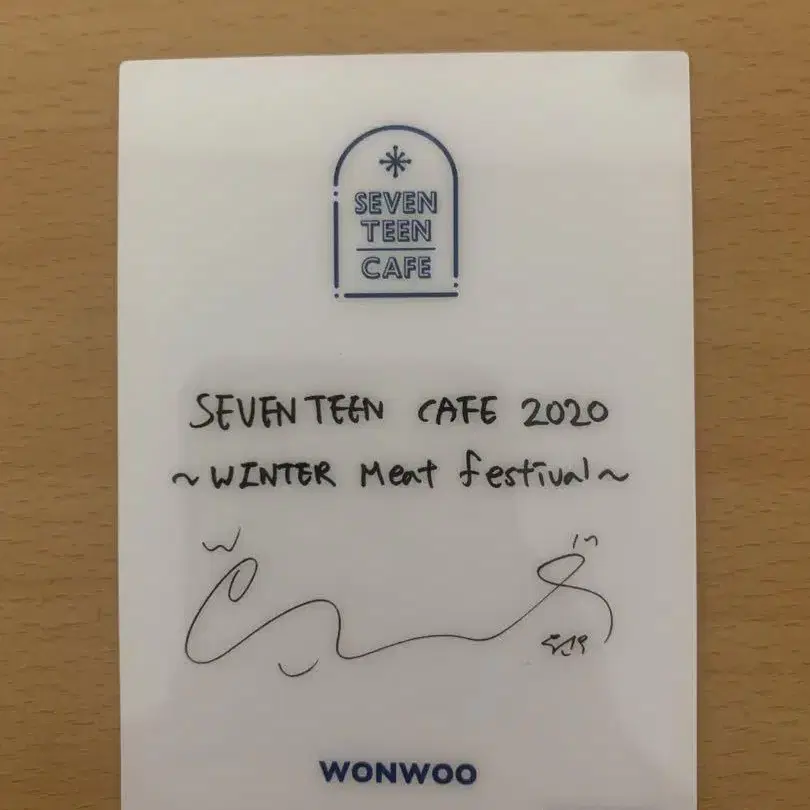 SEVEN
TEEN
CAFE
SEVENTEEN CAFE 2020
~WINTER Meat festival~
WONWOO